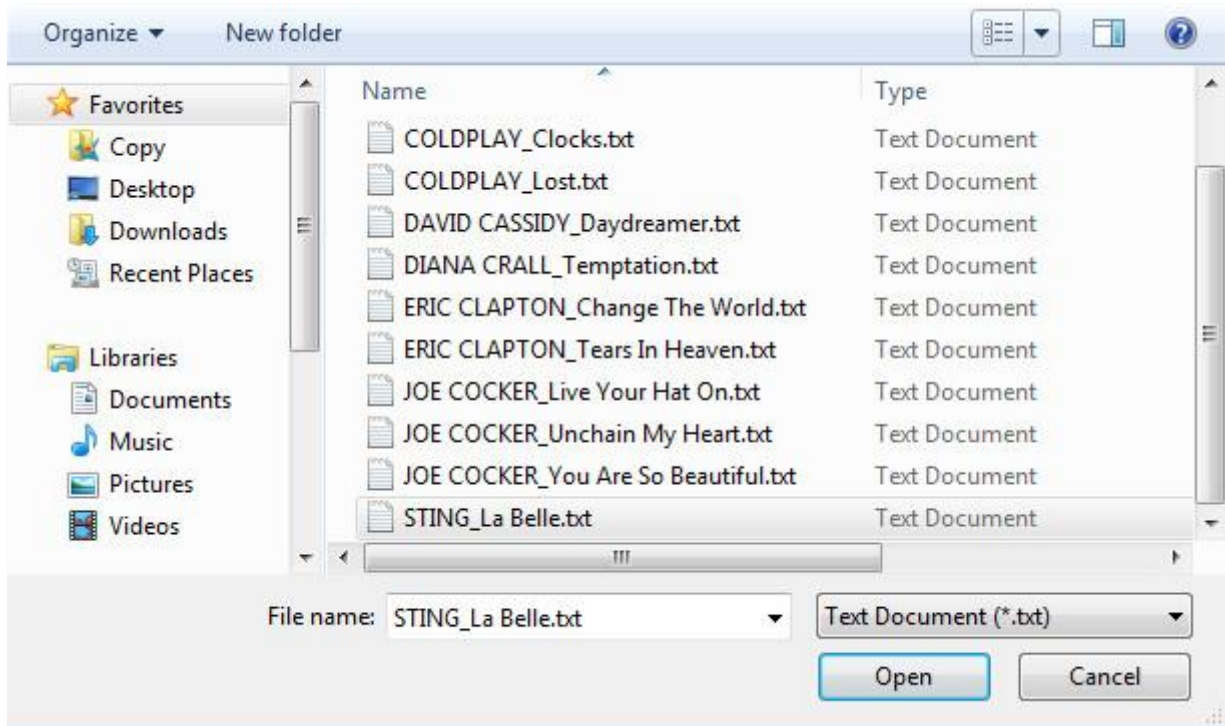 Organize New folder
Favorites
Copy
Desktop
Downloads
Recent Places
Libraries
Documents
Music
Pictures
Videos
Name Type
COLDPLAY_Clocks.txt Text Document
COLDPLAY_Lost.txt Text Document
DAVID CASSIDY_Daydreamer.txt Text Document
DIANA CRALL_Temptation.txt Text Document
ERIC CLAPTON_Change The World.txt Text Document
ERIC CLAPTON_Tears In Heaven.txt Text Document
JOE COCKER_Live Your Hat On.txt Text Document
JOE COCKER_Unchain My Heart.txt Text Document
JOE COCKER_You Are So Beautiful.txt Text Document
STING_La Belle.txt Text Document
File name: STING_La Belle.txt Text Document (*.txt)
Open Cancel